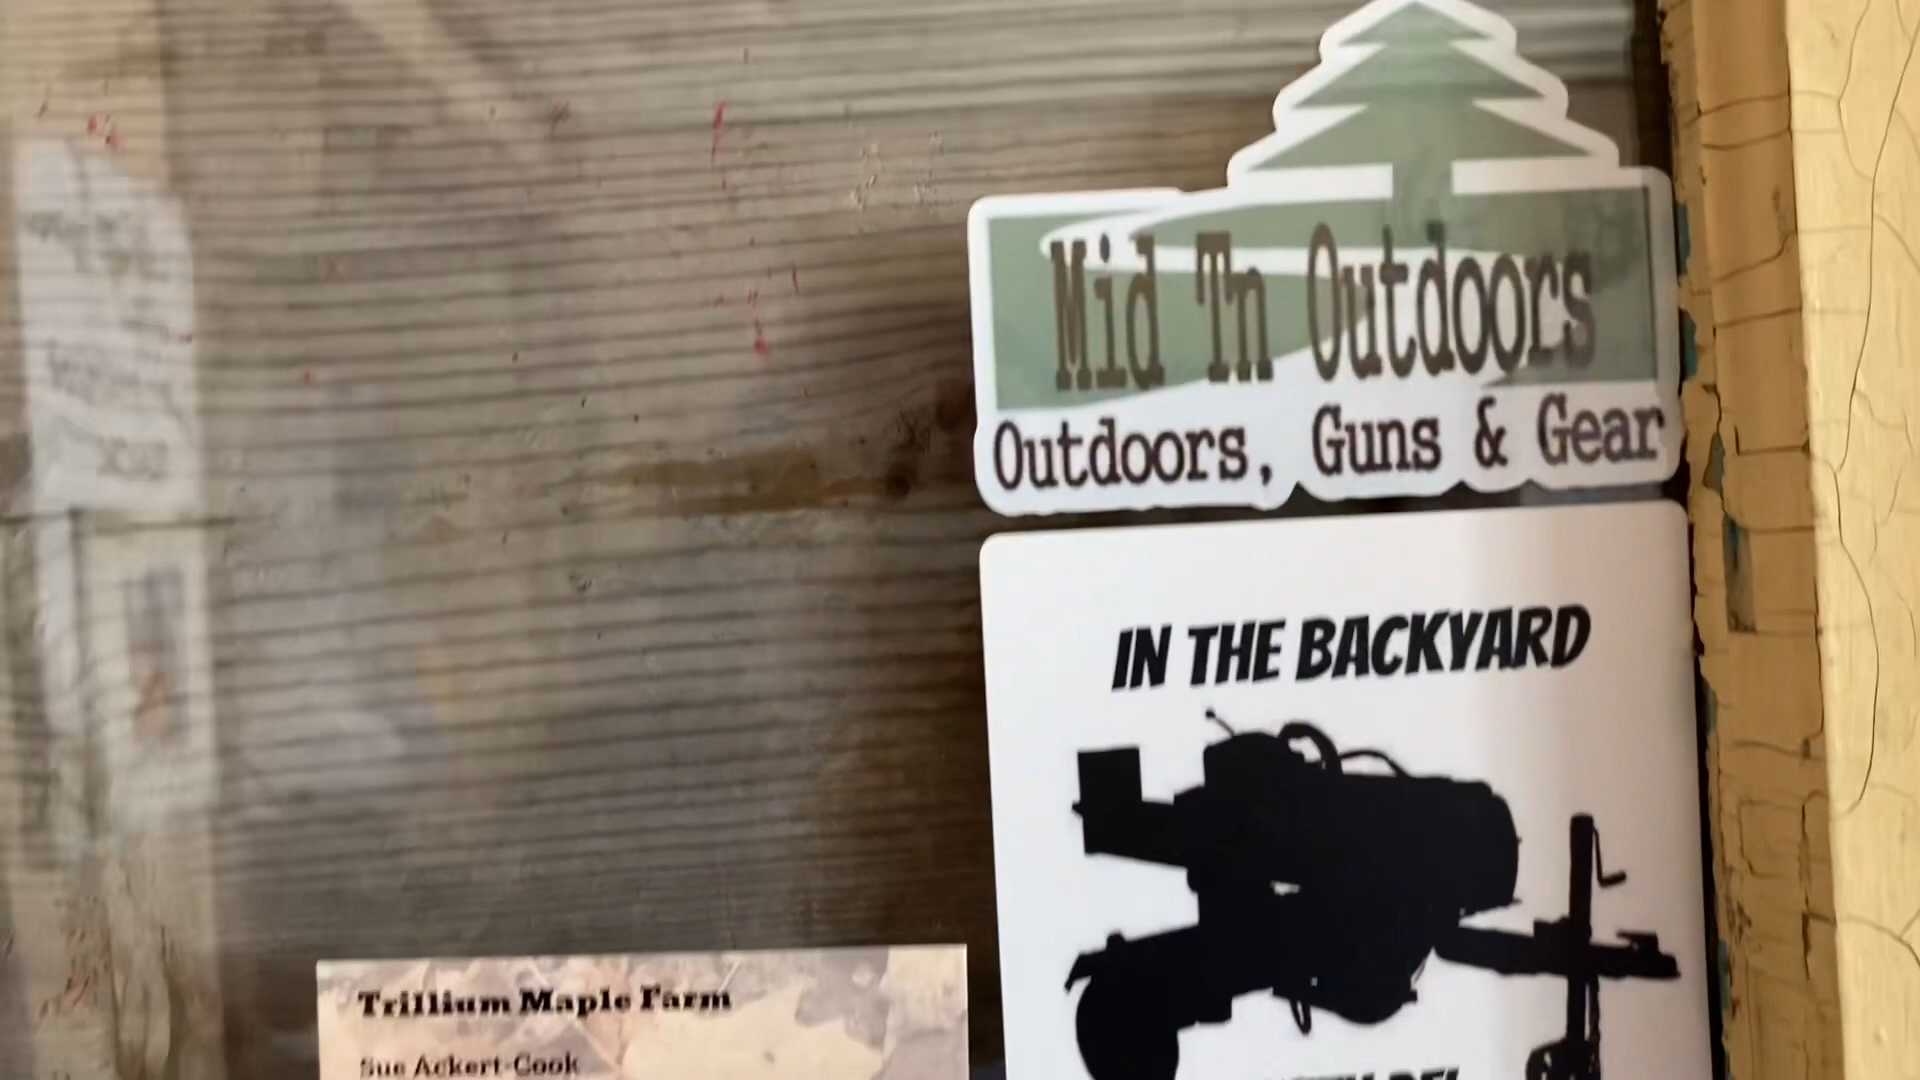 Mid Tn Outdoors
Outdoors, Guns & Gear
IN THE BACKYARD
Trillium Maple Farm
Sue Ackert-Cook